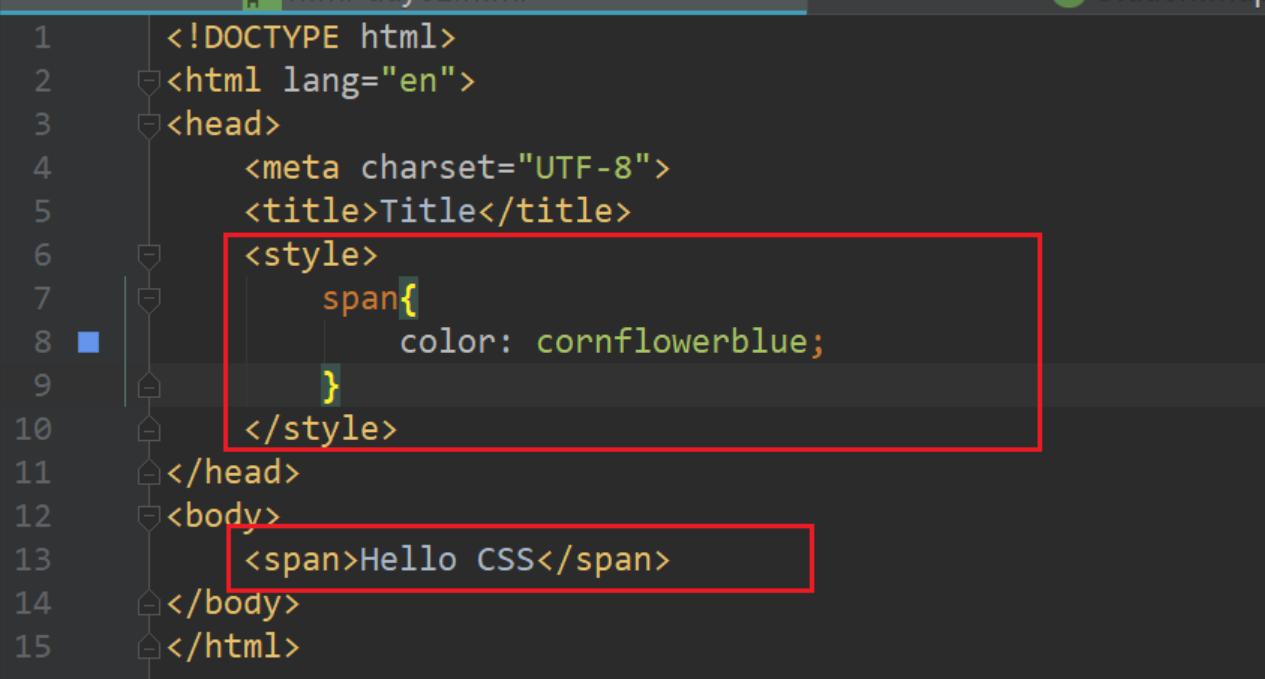 1 <!DOCTYPE html>
2 <html lang="en">
3 <head>
4     <meta charset="UTF-8">
5     <title>Title</title>
6     <style>
7         span{
8             color: cornflowerblue;
9         }
10     </style>
11 </head>
12 <body>
13     <span>Hello CSS</span>
14 </body>
15 </html>